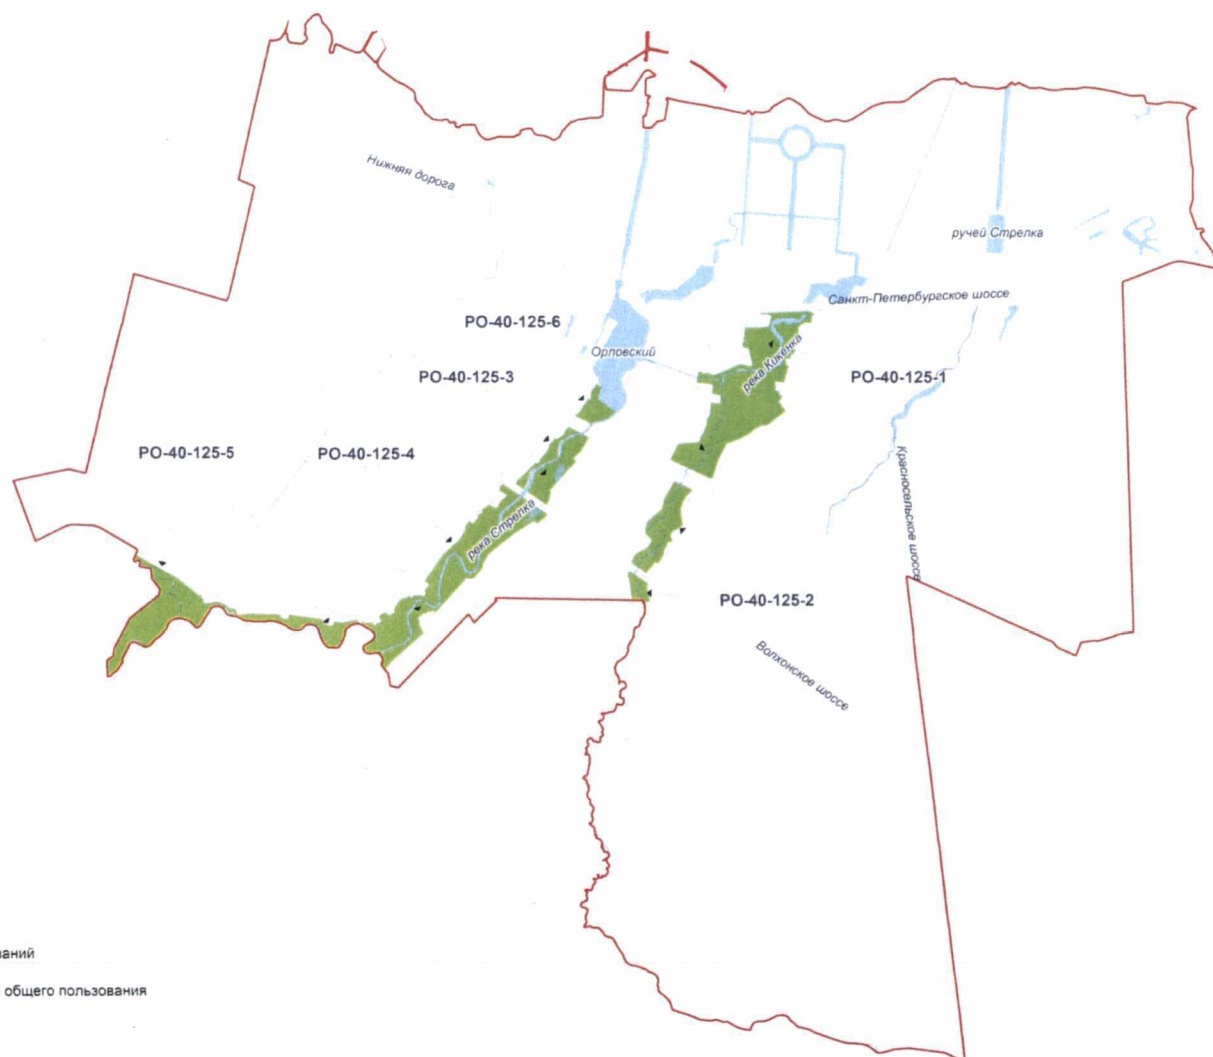 Нижняя дорога
ручей Стрелка
Санкт-Петербургское шоссе
РО-40-125-6
Орловский
река Кикенка
РО-40-125-3
РО-40-125-1
РО-40-125-5
РО-40-125-4
Красносельское шоссе
река Стрелка
РО-40-125-2
Волхонское шоссе
ваний
общего пользования